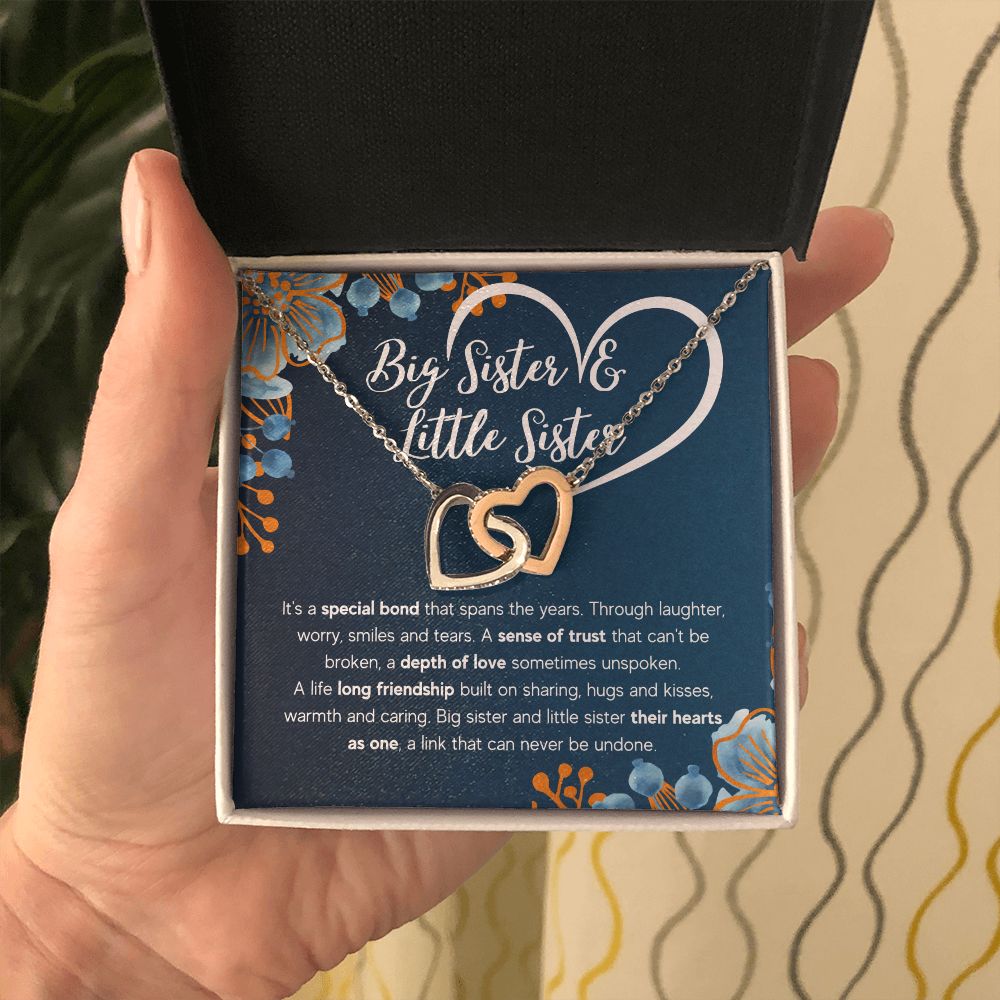 Big Sister &
Little Sister
It's a special bond that spans the years. Through laughter,
worry, smiles and tears. A sense of trust that can't be
broken, a depth of love sometimes unspoken.
A life long friendship built on sharing, hugs and kisses,
warmth and caring. Big sister and little sister their hearts
as one, a link that can never be undone.